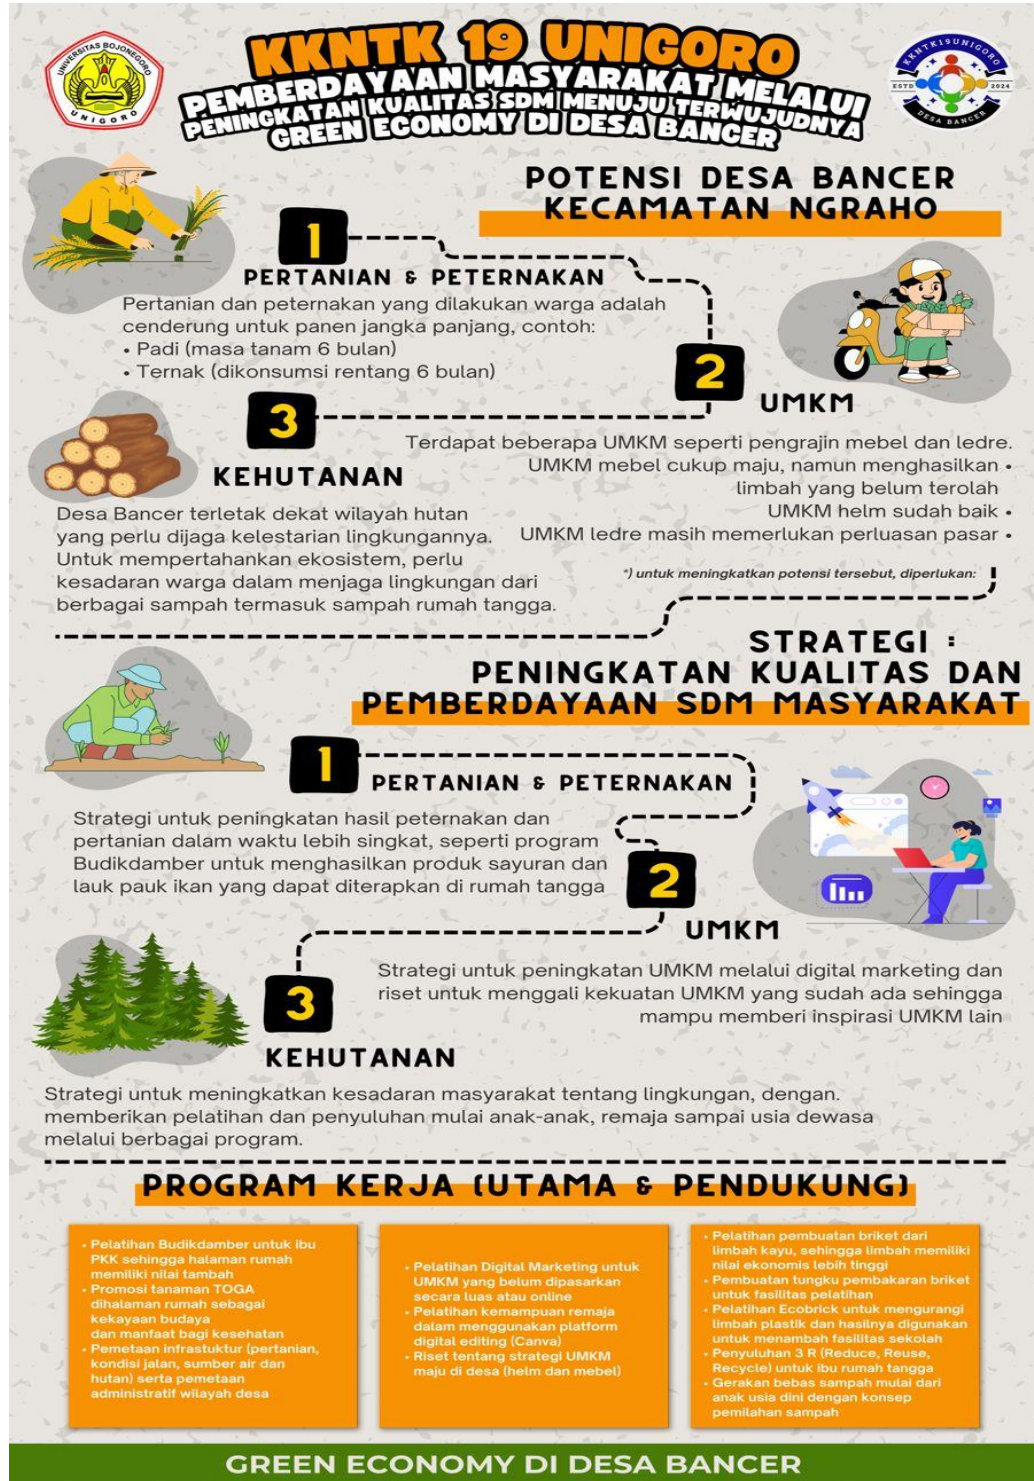 UNIVERSITAS BOJONEGORO
UNIGORO
KKNTK 19 UNIGORO
PEMBERDAYAAN MASYARAKAT MELALUI
PENINGKATAN KUALITAS SDM MENUJU TERWUJUDNYA
GREEN ECONOMY DI DESA BANCER
KKNTK19UNIGORO
ESTD 2024
DESA BANCER
POTENSI DESA BANCER
KECAMATAN NGRAHO
1
PERTANIAN & PETERNAKAN
Pertanian dan peternakan yang dilakukan warga adalah
cenderung untuk panen jangka panjang, contoh:
• Padi (masa tanam 6 bulan)
• Ternak (dikonsumsi rentang 6 bulan)
2
UMKM
Terdapat beberapa UMKM seperti pengrajin mebel dan ledre.
UMKM mebel cukup maju, namun menghasilkan •
limbah yang belum terolah
UMKM helm sudah baik •
UMKM ledre masih memerlukan perluasan pasar •
3
KEHUTANAN
Desa Bancer terletak dekat wilayah hutan
yang perlu dijaga kelestarian lingkungannya.
Untuk mempertahankan ekosistem, perlu
kesadaran warga dalam menjaga lingkungan dari
berbagai sampah termasuk sampah rumah tangga.
*) untuk meningkatkan potensi tersebut, diperlukan:
STRATEGI :
PENINGKATAN KUALITAS DAN
PEMBERDAYAAN SDM MASYARAKAT
1
PERTANIAN & PETERNAKAN
Strategi untuk peningkatan hasil peternakan dan
pertanian dalam waktu lebih singkat, seperti program
Budikdamber untuk menghasilkan produk sayuran dan
lauk pauk ikan yang dapat diterapkan di rumah tangga
2
UMKM
Strategi untuk peningkatan UMKM melalui digital marketing dan
riset untuk menggali kekuatan UMKM yang sudah ada sehingga
mampu memberi inspirasi UMKM lain
3
KEHUTANAN
Strategi untuk meningkatkan kesadaran masyarakat tentang lingkungan, dengan.
memberikan pelatihan dan penyuluhan mulai anak-anak, remaja sampai usia dewasa
melalui berbagai program.
PROGRAM KERJA (UTAMA & PENDUKUNG)
• Pelatihan Budikdamber untuk ibu
PKK sehingga halaman rumah
memiliki nilai tambah
• Promosi tanaman TOGA
dihalaman rumah sebagai
kekayaan budaya
dan manfaat bagi kesehatan
• Pemetaan infrastuktur (pertanian,
kondisi jalan, sumber air dan
hutan) serta pemetaan
administratif wilayah desa
• Pelatihan Digital Marketing untuk
UMKM yang belum dipasarkan
secara luas atau online
• Pelatihan kemampuan remaja
dalam menggunakan platform
digital editing (Canva)
• Riset tentang strategi UMKM
maju di desa (helm dan mebel)
• Pelatihan pembuatan briket dari
limbah kayu, sehingga limbah memiliki
nilai ekonomis lebih tinggi
• Pembuatan tungku pembakaran briket
untuk fasilitas pelatihan
• Pelatihan Ecobrick untuk mengurangi
limbah plastik dan hasilnya digunakan
untuk menambah fasilitas sekolah
• Penyuluhan 3 R (Reduce, Reuse,
Recycle) untuk ibu rumah tangga
• Gerakan bebas sampah mulai dari
anak usia dini dengan konsep
pemilahan sampah
GREEN ECONOMY DI DESA BANCER